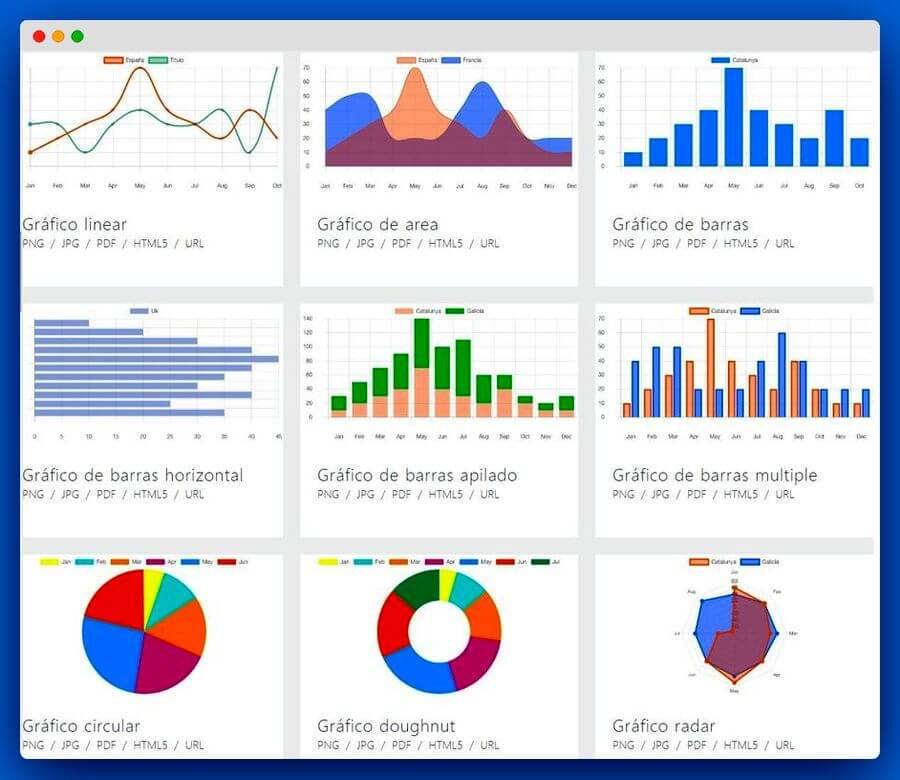 España Título
Jan Feb Mar Apr May Jun Jul Aug Sep Oct
Gráfico linear
PNG / JPG / PDF / HTML5 / URL
España Francia
70
60
50
40
30
20
10
0
Jan Feb Mar Apr May Jun Jul Aug Sep Oct Nov Dec
Gráfico de area
PNG / JPG / PDF / HTML5 / URL
Catalunya
70
60
50
40
30
20
10
0
Jan Feb Mar Apr May Jun Jul Aug Sep Oct
Gráfico de barras
PNG / JPG / PDF / HTML5 / URL
Uk
0 5 10 15 20 25 30 35 40 45
Gráfico de barras horizontal
PNG / JPG / PDF / HTML5 / URL
Catalunya Galicia
140
120
100
80
60
40
20
0
Jan Feb Mar Apr May Jun Jul Aug Sep Oct Nov Dec
Gráfico de barras apilado
PNG / JPG / PDF / HTML5 / URL
Catalunya Galicia
70
60
50
40
30
20
10
0
Jan Feb Mar Apr May Jun Jul Aug Sep Oct Nov Dec
Gráfico de barras multiple
PNG / JPG / PDF / HTML5 / URL
Jan Feb Mar Apr May Jun
Gráfico circular
PNG / JPG / PDF / HTML5 / URL
Jan Feb Mar Apr May Jun Jul
Gráfico doughnut
PNG / JPG / PDF / HTML5 / URL
Catalunya Galicia
Jan
Aug Feb
Jul Mar
Jun Apr
May
Gráfico radar
PNG / JPG / PDF / HTML5 / URL